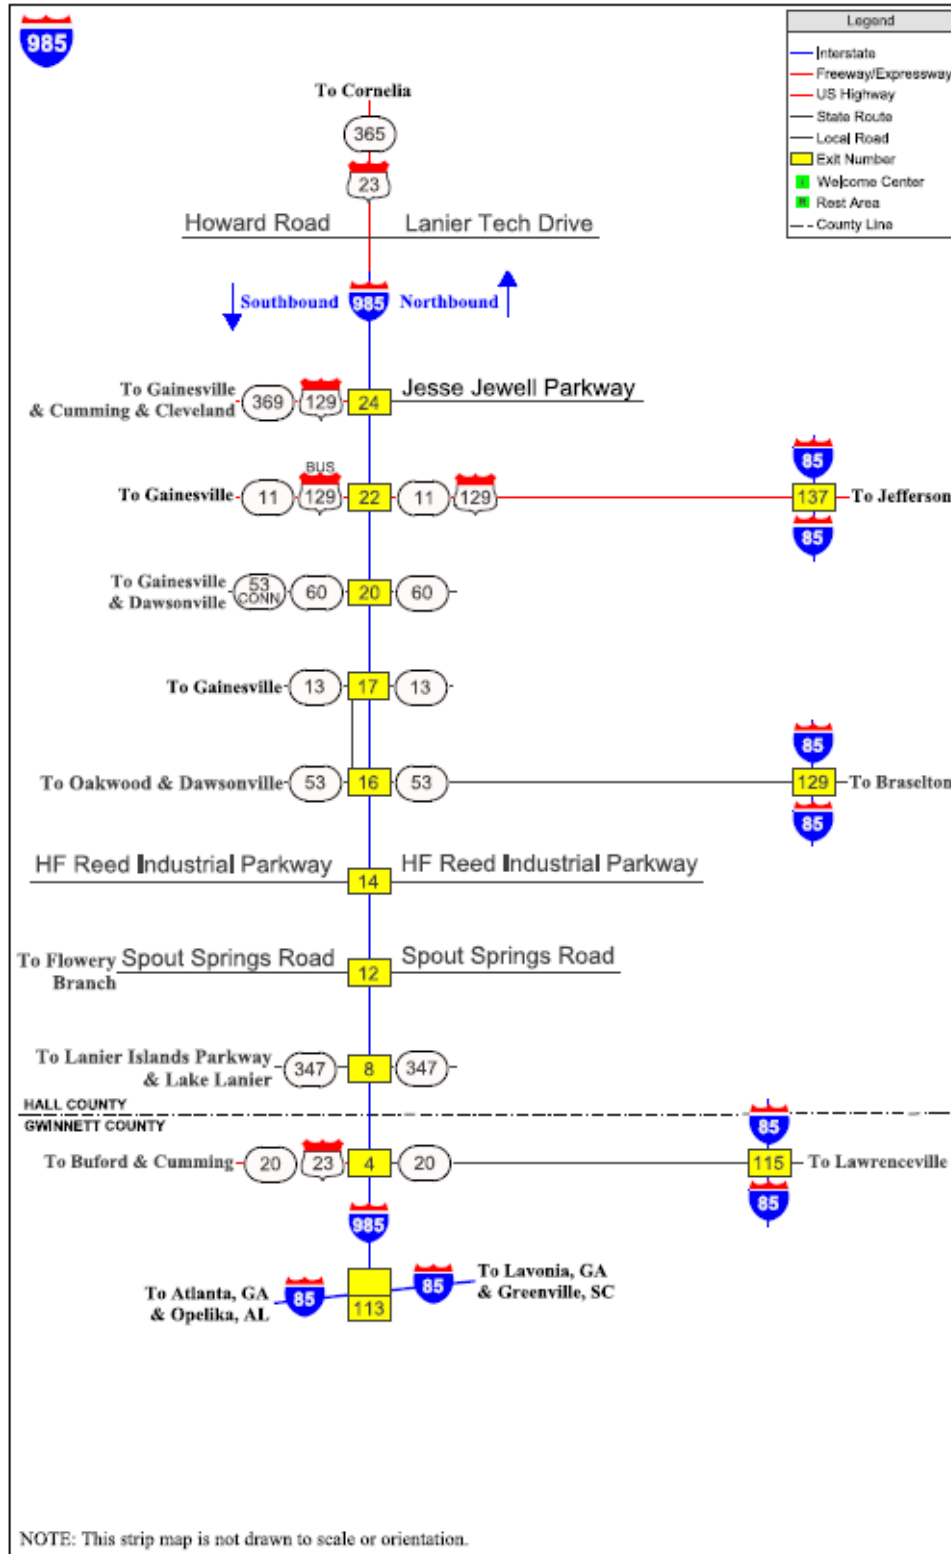 985
Legend
Interstate
Freeway/Expressway
US Highway
State Route
Local Road
Exit Number
Welcome Center
R Rest Area
County Line
To Cornelia
365
23
Howard Road Lanier Tech Drive
Southbound 985 Northbound
To Gainesville
& Cumming & Cleveland 369 129 24 Jesse Jewell Parkway
85
BUS
To Gainesville 11 129 22 11 129 137 To Jefferson
85
To Gainesville
& Dawsonville 53 CONN 60 20 60
To Gainesville 13 17 13
85
To Oakwood & Dawsonville 53 16 53 129 To Braselton
85
HF Reed Industrial Parkway 14 HF Reed Industrial Parkway
To Flowery Spout Springs Road 12 Spout Springs Road
Branch
To Lanier Islands Parkway
& Lake Lanier 347 8 347
HALL COUNTY
GWINNETT COUNTY
85
To Buford & Cumming 20 23 4 20 115 To Lawrenceville
85
985
To Atlanta, GA
& Opelika, AL 85 113 85 To Lavonia, GA
& Greenville, SC
NOTE: This strip map is not drawn to scale or orientation.